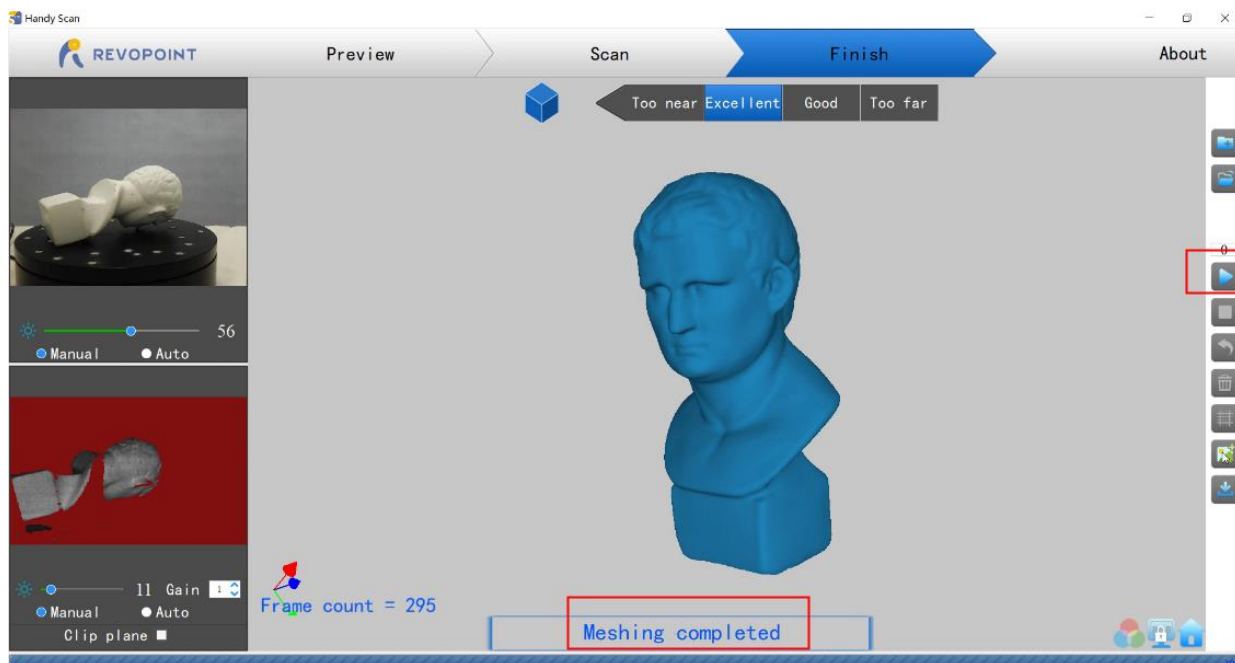 Handy Scan
REVOPOINT Preview Scan Finish About
Too near Excellent Good Too far
0
56
Manual Auto
11 Gain 1
Manual Auto
Clip plane
Frame count = 295
Meshing completed